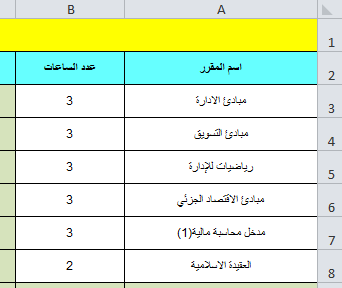 A B
1
2 اسم المقرر عدد الساعات
3 مبادئ الادارة 3
4 مبادئ التسويق 3
5 رياضيات للإدارة 3
6 مبادئ الاقتصاد الجزئي 3
7 مدخل محاسبة مالية(1) 3
8 العقيدة الاسلامية 2